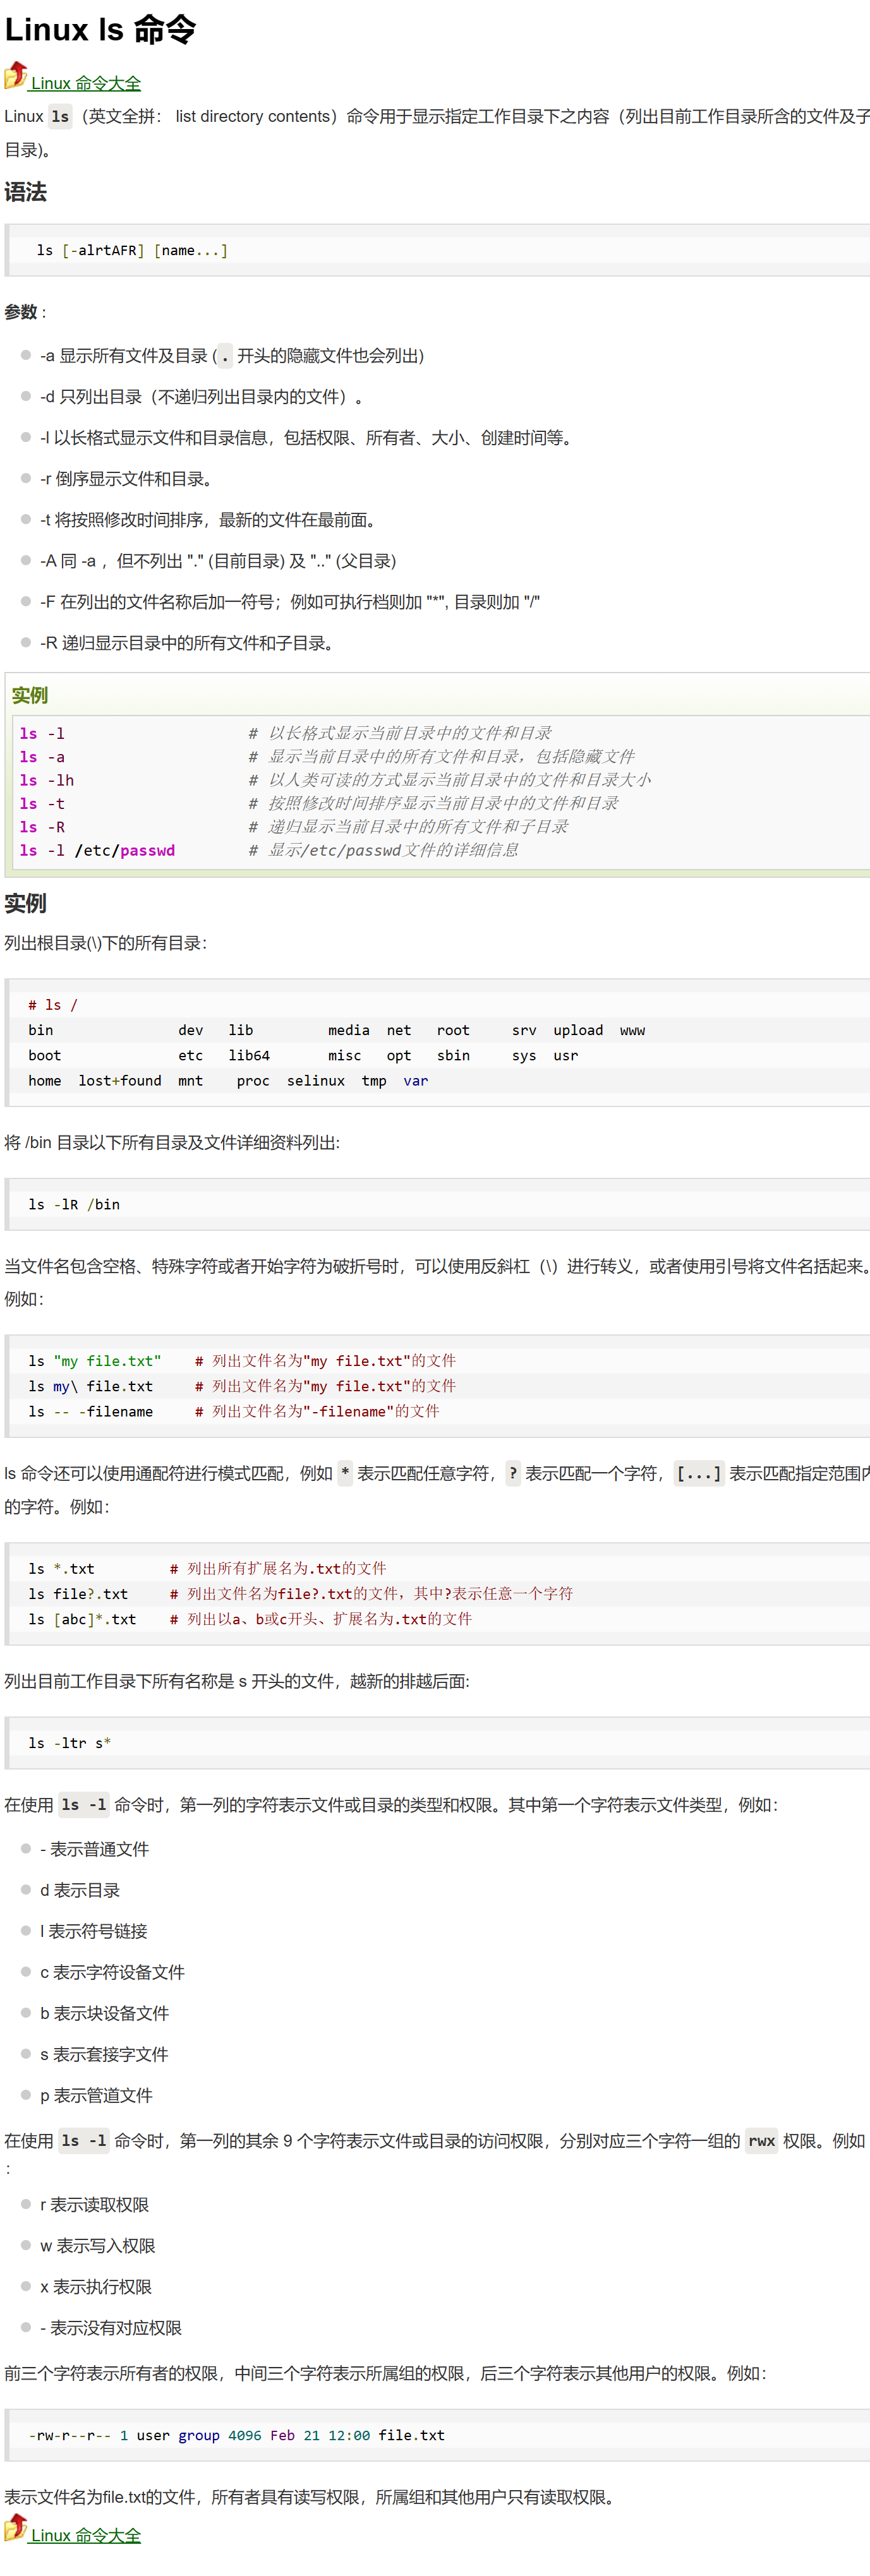 Linux ls 命令
Linux 命令大全
Linux ls（英文全拼： list directory contents）命令用于显示指定工作目录下之内容（列出目前工作目录所含的文件及子
目录)。
语法
ls [-alrtAFR] [name...]
参数 :
-a 显示所有文件及目录 (. 开头的隐藏文件也会列出)
-d 只列出目录（不递归列出目录内的文件）。
-l 以长格式显示文件和目录信息，包括权限、所有者、大小、创建时间等。
-r 倒序显示文件和目录。
-t 将按照修改时间排序，最新的文件在最前面。
-A 同 -a ，但不列出 "." (目前目录) 及 ".." (父目录)
-F 在列出的文件名称后加一符号；例如可执行档则加 "*", 目录则加 "/"
-R 递归显示目录中的所有文件和子目录。
实例
ls -l # 以长格式显示当前目录中的文件和目录
ls -a # 显示当前目录中的所有文件和目录，包括隐藏文件
ls -lh # 以人类可读的方式显示当前目录中的文件和目录大小
ls -t # 按照修改时间排序显示当前目录中的文件和目录
ls -R # 递归显示当前目录中的所有文件和子目录
ls -l /etc/passwd # 显示/etc/passwd文件的详细信息
实例
列出根目录(\)下的所有目录：
# ls /
bin dev lib media net root srv upload www
boot etc lib64 misc opt sbin sys usr
home lost+found mnt proc selinux tmp var
将 /bin 目录以下所有目录及文件详细资料列出:
ls -lR /bin
当文件名包含空格、特殊字符或者开始字符为破折号时，可以使用反斜杠（\）进行转义，或者使用引号将文件名括起来。
例如：
ls "my file.txt" # 列出文件名为"my file.txt"的文件
ls my\ file.txt # 列出文件名为"my file.txt"的文件
ls -- -filename # 列出文件名为"-filename"的文件
ls 命令还可以使用通配符进行模式匹配，例如 * 表示匹配任意字符，? 表示匹配一个字符，[...] 表示匹配指定范围内
的字符。例如：
ls *.txt # 列出所有扩展名为.txt的文件
ls file?.txt # 列出文件名为file?.txt的文件，其中?表示任意一个字符
ls [abc]*.txt # 列出以a、b或c开头、扩展名为.txt的文件
列出目前工作目录下所有名称是 s 开头的文件，越新的排越后面:
ls -ltr s*
在使用 ls -l 命令时，第一列的字符表示文件或目录的类型和权限。其中第一个字符表示文件类型，例如：
- 表示普通文件
d 表示目录
l 表示符号链接
c 表示字符设备文件
b 表示块设备文件
s 表示套接字文件
p 表示管道文件
在使用 ls -l 命令时，第一列的其余 9 个字符表示文件或目录的访问权限，分别对应三个字符一组的 rwx 权限。例如
：
r 表示读取权限
w 表示写入权限
x 表示执行权限
- 表示没有对应权限
前三个字符表示所有者的权限，中间三个字符表示所属组的权限，后三个字符表示其他用户的权限。例如：
-rw-r--r-- 1 user group 4096 Feb 21 12:00 file.txt
表示文件名为file.txt的文件，所有者具有读写权限，所属组和其他用户只有读取权限。
Linux 命令大全